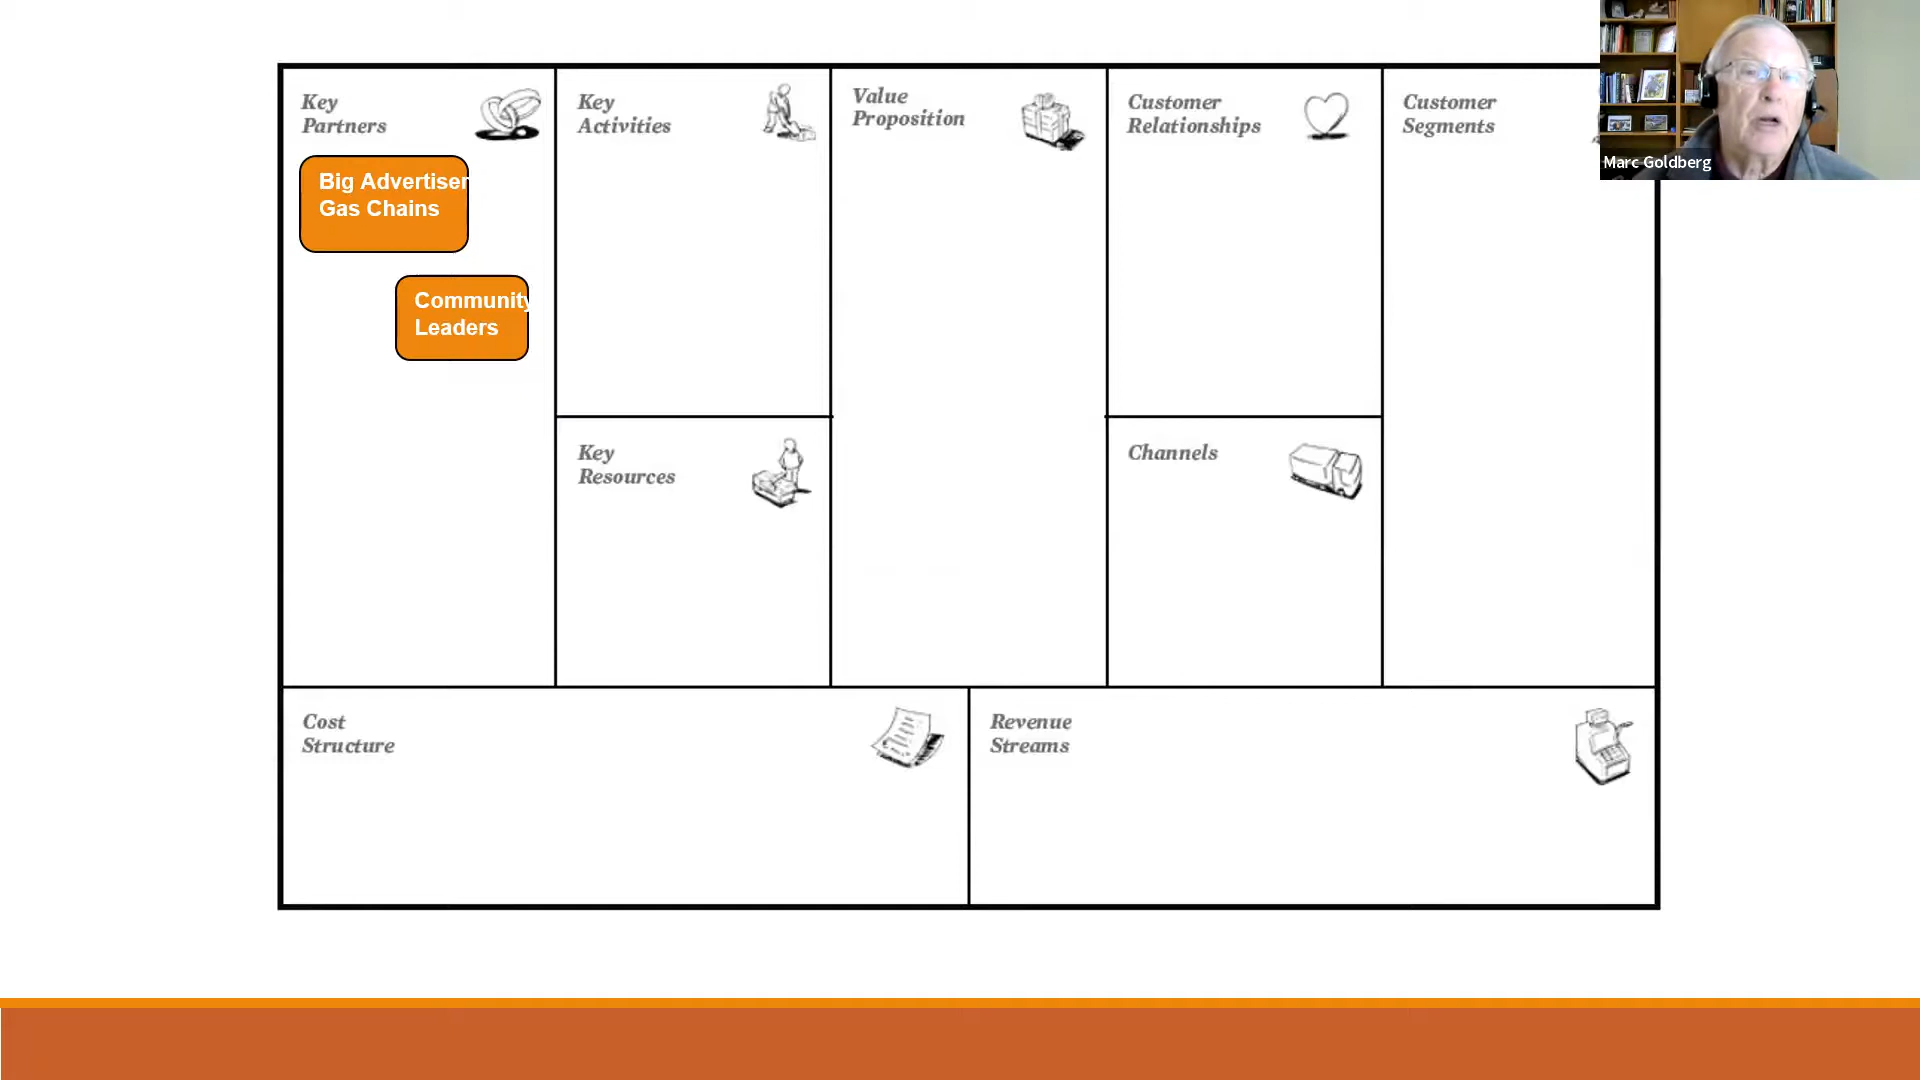 Key
Partners
Big Advertiser
Gas Chains
Community
Leaders
Key
Activities
Key
Resources
Value
Proposition
Customer
Relationships
Channels
Customer
Segments
Cost
Structure
Revenue
Streams
Marc Goldberg